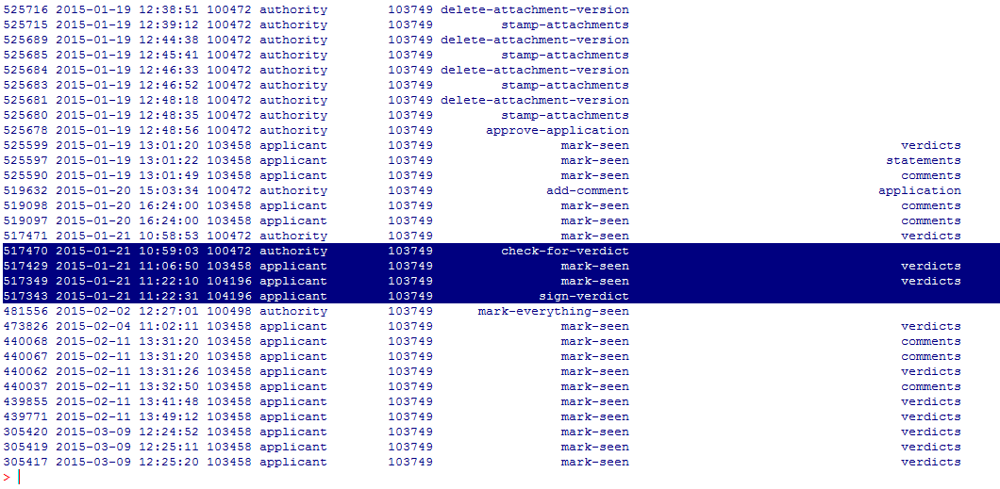 525716 2015-01-19 12:38:51 100472 authority 103749 delete-attachment-version
525715 2015-01-19 12:39:12 100472 authority 103749 stamp-attachments
525689 2015-01-19 12:44:38 100472 authority 103749 delete-attachment-version
525685 2015-01-19 12:45:41 100472 authority 103749 stamp-attachments
525684 2015-01-19 12:46:33 100472 authority 103749 delete-attachment-version
525683 2015-01-19 12:46:52 100472 authority 103749 stamp-attachments
525681 2015-01-19 12:48:18 100472 authority 103749 delete-attachment-version
525680 2015-01-19 12:48:35 100472 authority 103749 stamp-attachments
525678 2015-01-19 12:48:56 100472 authority 103749 approve-application
525599 2015-01-19 13:01:20 103458 applicant 103749 mark-seen verdicts
525597 2015-01-19 13:01:22 103458 applicant 103749 mark-seen statements
525590 2015-01-19 13:01:49 103458 applicant 103749 mark-seen comments
519632 2015-01-20 15:03:34 100472 authority 103749 add-comment application
519098 2015-01-20 16:24:00 103458 applicant 103749 mark-seen comments
519097 2015-01-20 16:24:00 103458 applicant 103749 mark-seen comments
517471 2015-01-21 10:58:53 100472 authority 103749 mark-seen verdicts
517470 2015-01-21 10:59:03 100472 authority 103749 check-for-verdict
517429 2015-01-21 11:06:50 103458 applicant 103749 mark-seen verdicts
517349 2015-01-21 11:22:10 104196 applicant 103749 mark-seen verdicts
517343 2015-01-21 11:22:31 104196 applicant 103749 sign-verdict
481556 2015-02-02 12:27:01 100498 authority 103749 mark-everything-seen
473826 2015-02-04 11:02:11 103458 applicant 103749 mark-seen verdicts
440068 2015-02-11 13:31:20 103458 applicant 103749 mark-seen comments
440067 2015-02-11 13:31:20 103458 applicant 103749 mark-seen comments
440062 2015-02-11 13:31:26 103458 applicant 103749 mark-seen verdicts
440037 2015-02-11 13:32:50 103458 applicant 103749 mark-seen comments
439855 2015-02-11 13:41:48 103458 applicant 103749 mark-seen verdicts
439771 2015-02-11 13:49:12 103458 applicant 103749 mark-seen verdicts
305420 2015-03-09 12:24:52 103458 applicant 103749 mark-seen verdicts
305419 2015-03-09 12:25:11 103458 applicant 103749 mark-seen verdicts
305417 2015-03-09 12:25:20 103458 applicant 103749 mark-seen verdicts
>